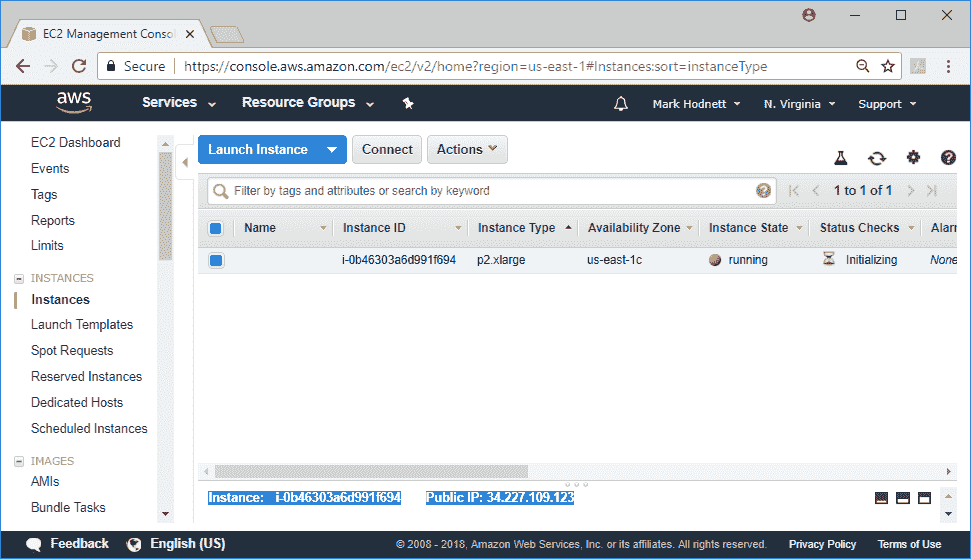 EC2 Management Consol
Secure https://console.aws.amazon.com/ec2/v2/home?region=us-east-1#Instances:sort=instanceType
aws Services Resource Groups Mark Hodnett N. Virginia Support
EC2 Dashboard
Events
Tags
Reports
Limits
INSTANCES
Instances
Launch Templates
Spot Requests
Reserved Instances
Dedicated Hosts
Scheduled Instances
IMAGES
AMIs
Bundle Tasks
Launch Instance Connect Actions
Filter by tags and attributes or search by keyword 1 to 1 of 1
Name Instance ID Instance Type Availability Zone Instance State Status Checks Alarr
i-0b46303a6d991f694 p2.xlarge us-east-1c running Initializing None
Instance: i-0b46303a6d991f694 Public IP: 34.227.109.123
Feedback English (US) © 2008 - 2018, Amazon Web Services, Inc. or its affiliates. All rights reserved. Privacy Policy Terms of Use